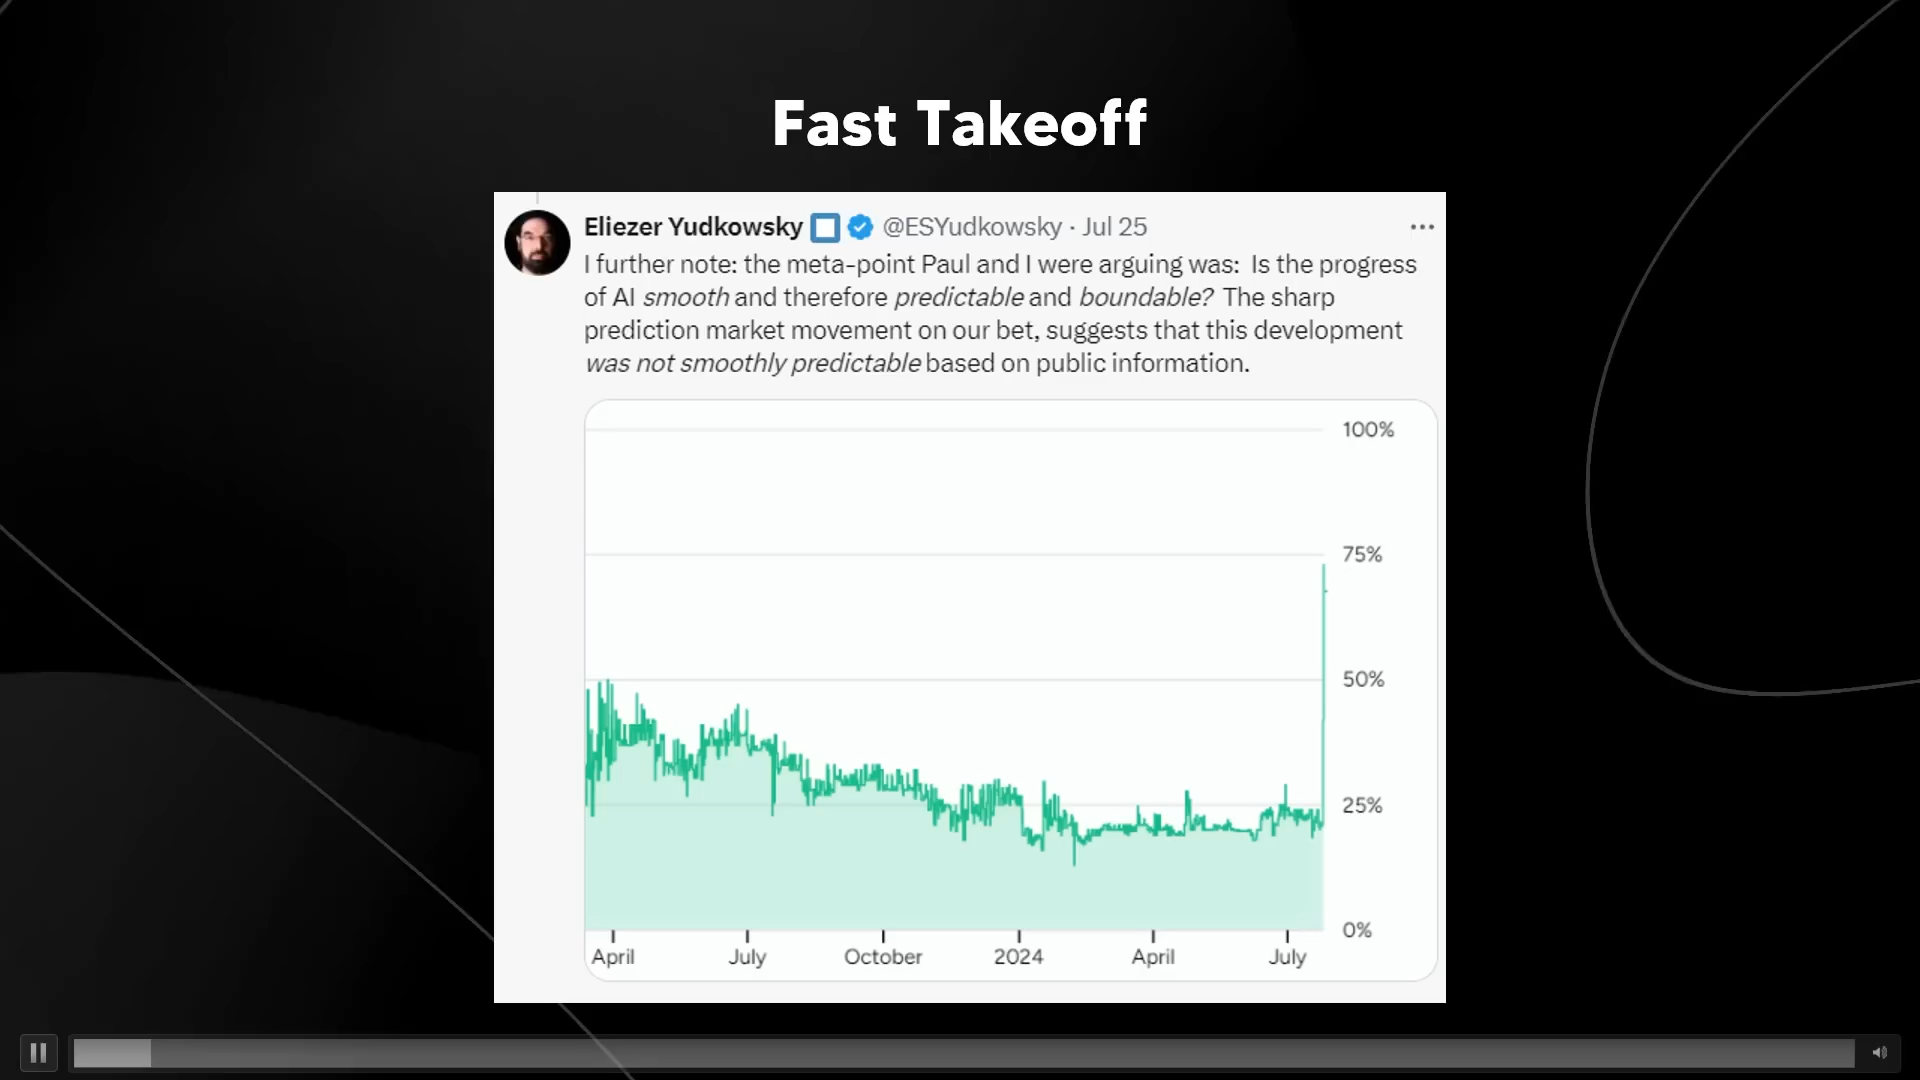 Fast Takeoff
Eliezer Yudkowsky @ESYudkowsky · Jul 25
I further note: the meta-point Paul and I were arguing was: Is the progress
of AI smooth and therefore predictable and boundable? The sharp
prediction market movement on our bet, suggests that this development
was not smoothly predictable based on public information.
100%
75%
50%
25%
0%
April July October 2024 April July